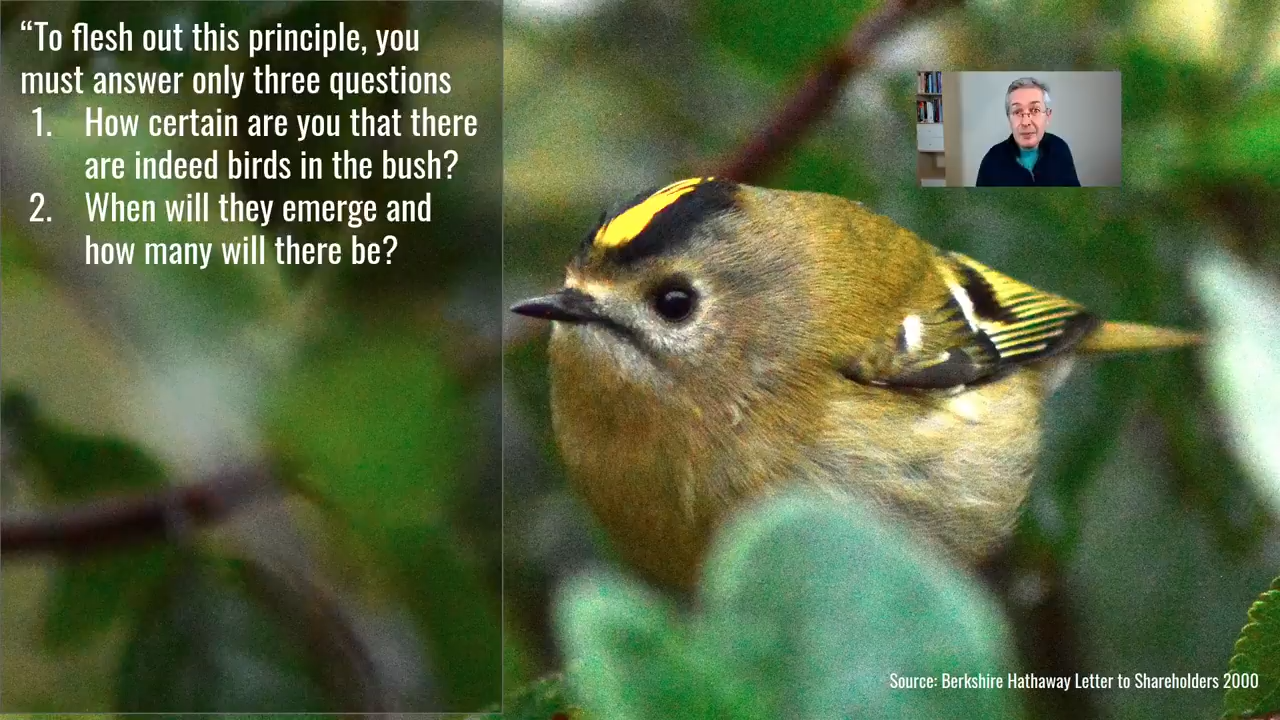 “To flesh out this principle, you
must answer only three questions
1. How certain are you that there
are indeed birds in the bush?
2. When will they emerge and
how many will there be?
Source: Berkshire Hathaway Letter to Shareholders 2000